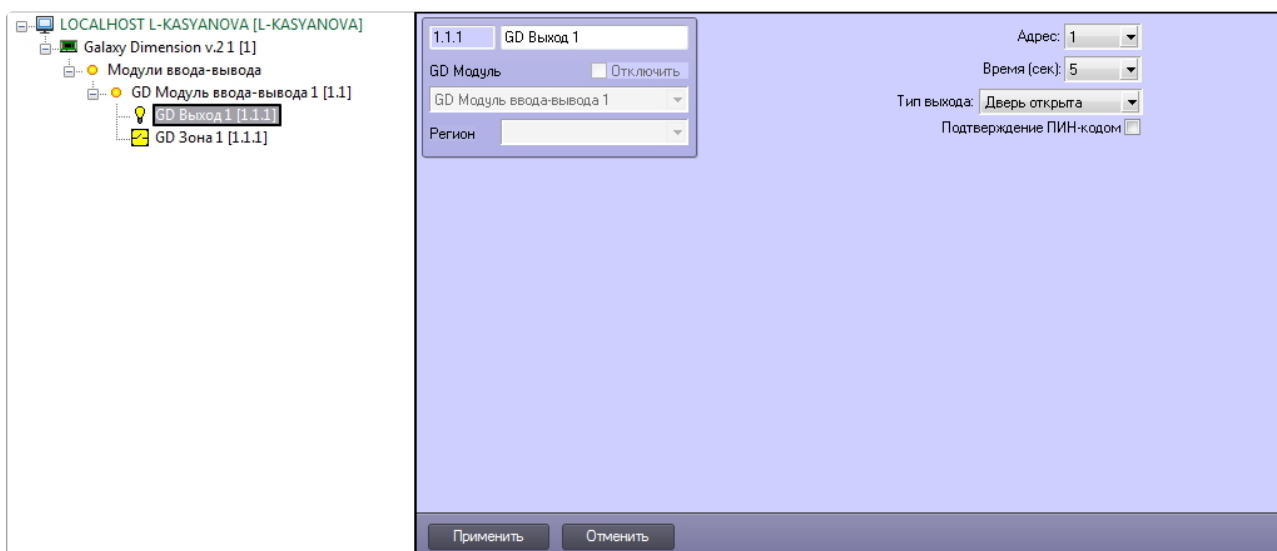 LOCALHOST L-KASYANOVA [L-KASYANOVA]
Galaxy Dimension v.2 1 [1]
Модули ввода-вывода
GD Модуль ввода-вывода 1 [1.1]
GD Выход 1 [1.1.1]
GD Зона 1 [1.1.1]
1.1.1 GD Выход 1
GD Модуль Отключить
GD Модуль ввода-вывода 1
Регион
Адрес: 1
Время (сек): 5
Тип выхода: Дверь открыта
Подтверждение ПИН-кодом
Применить Отменить